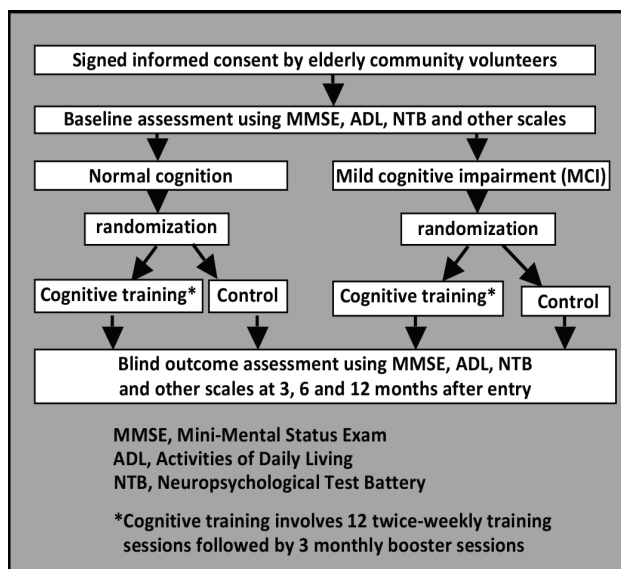 Signed informed consent by elderly community volunteers
Baseline assessment using MMSE, ADL, NTB and other scales
Normal cognition
Mild cognitive impairment (MCI)
randomization
randomization
Cognitive training*
Control
Cognitive training*
Control
Blind outcome assessment using MMSE, ADL, NTB
and other scales at 3, 6 and 12 months after entry
MMSE, Mini-Mental Status Exam
ADL, Activities of Daily Living
NTB, Neuropsychological Test Battery
*Cognitive training involves 12 twice-weekly training
sessions followed by 3 monthly booster sessions